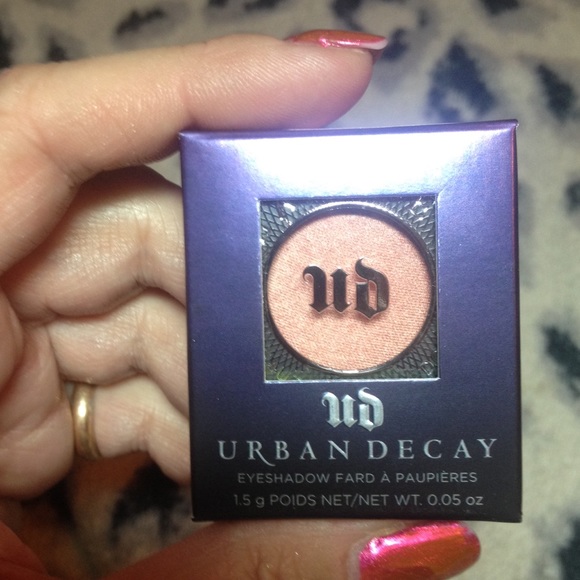 ud
ud
URBAN DECAY
EYESHADOW FARD À PAUPIÈRES
1.5 g POIDS NET/NET WT. 0.05 oz